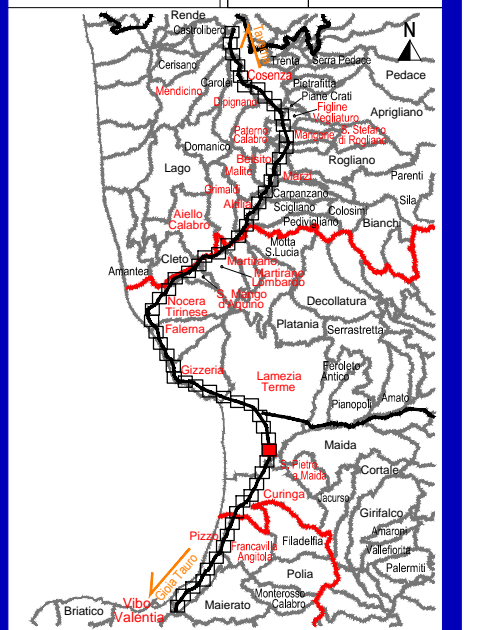 Rende
Castrolibero
N
Cerisano
Trenta
Serra Pedace
Carolei
Cosenza
Pedace
Mendicino
Pietrafitta
Dipignano
Piane Crati
Figline
Vegliaturo
Aprigliano
Paterno
Calabro
Mangone
S. Stefano
di Rogliano
Domanico
Belsito
Rogliano
Lago
Malito
Marzi
Parenti
Grimaldi
Carpanzano
Sila
Altilia
Scigliano
Colosimi
Aiello
Calabro
Pedivigliano
Bianchi
Motta
S.Lucia
Cleto
Martirano
Amantea
Martirano
Lombardo
S. Mango
d'Aquino
Nocera
Tirinese
Decollatura
Falerna
Platania
Serrastretta
Gizzeria
Lamezia
Terme
Feroleto
Antico
Pianopoli
Amato
Maida
S. Pietro
a Maida
Cortale
Curinga
Jacurso
Girifalco
Pizzo
Francavilla
Angitola
Filadelfia
Amaroni
Vallefiorita
Gioia Tauro
Polia
Palermiti
Briatico
Vibo
Valentia
Maierato
Monterosso
Calabro